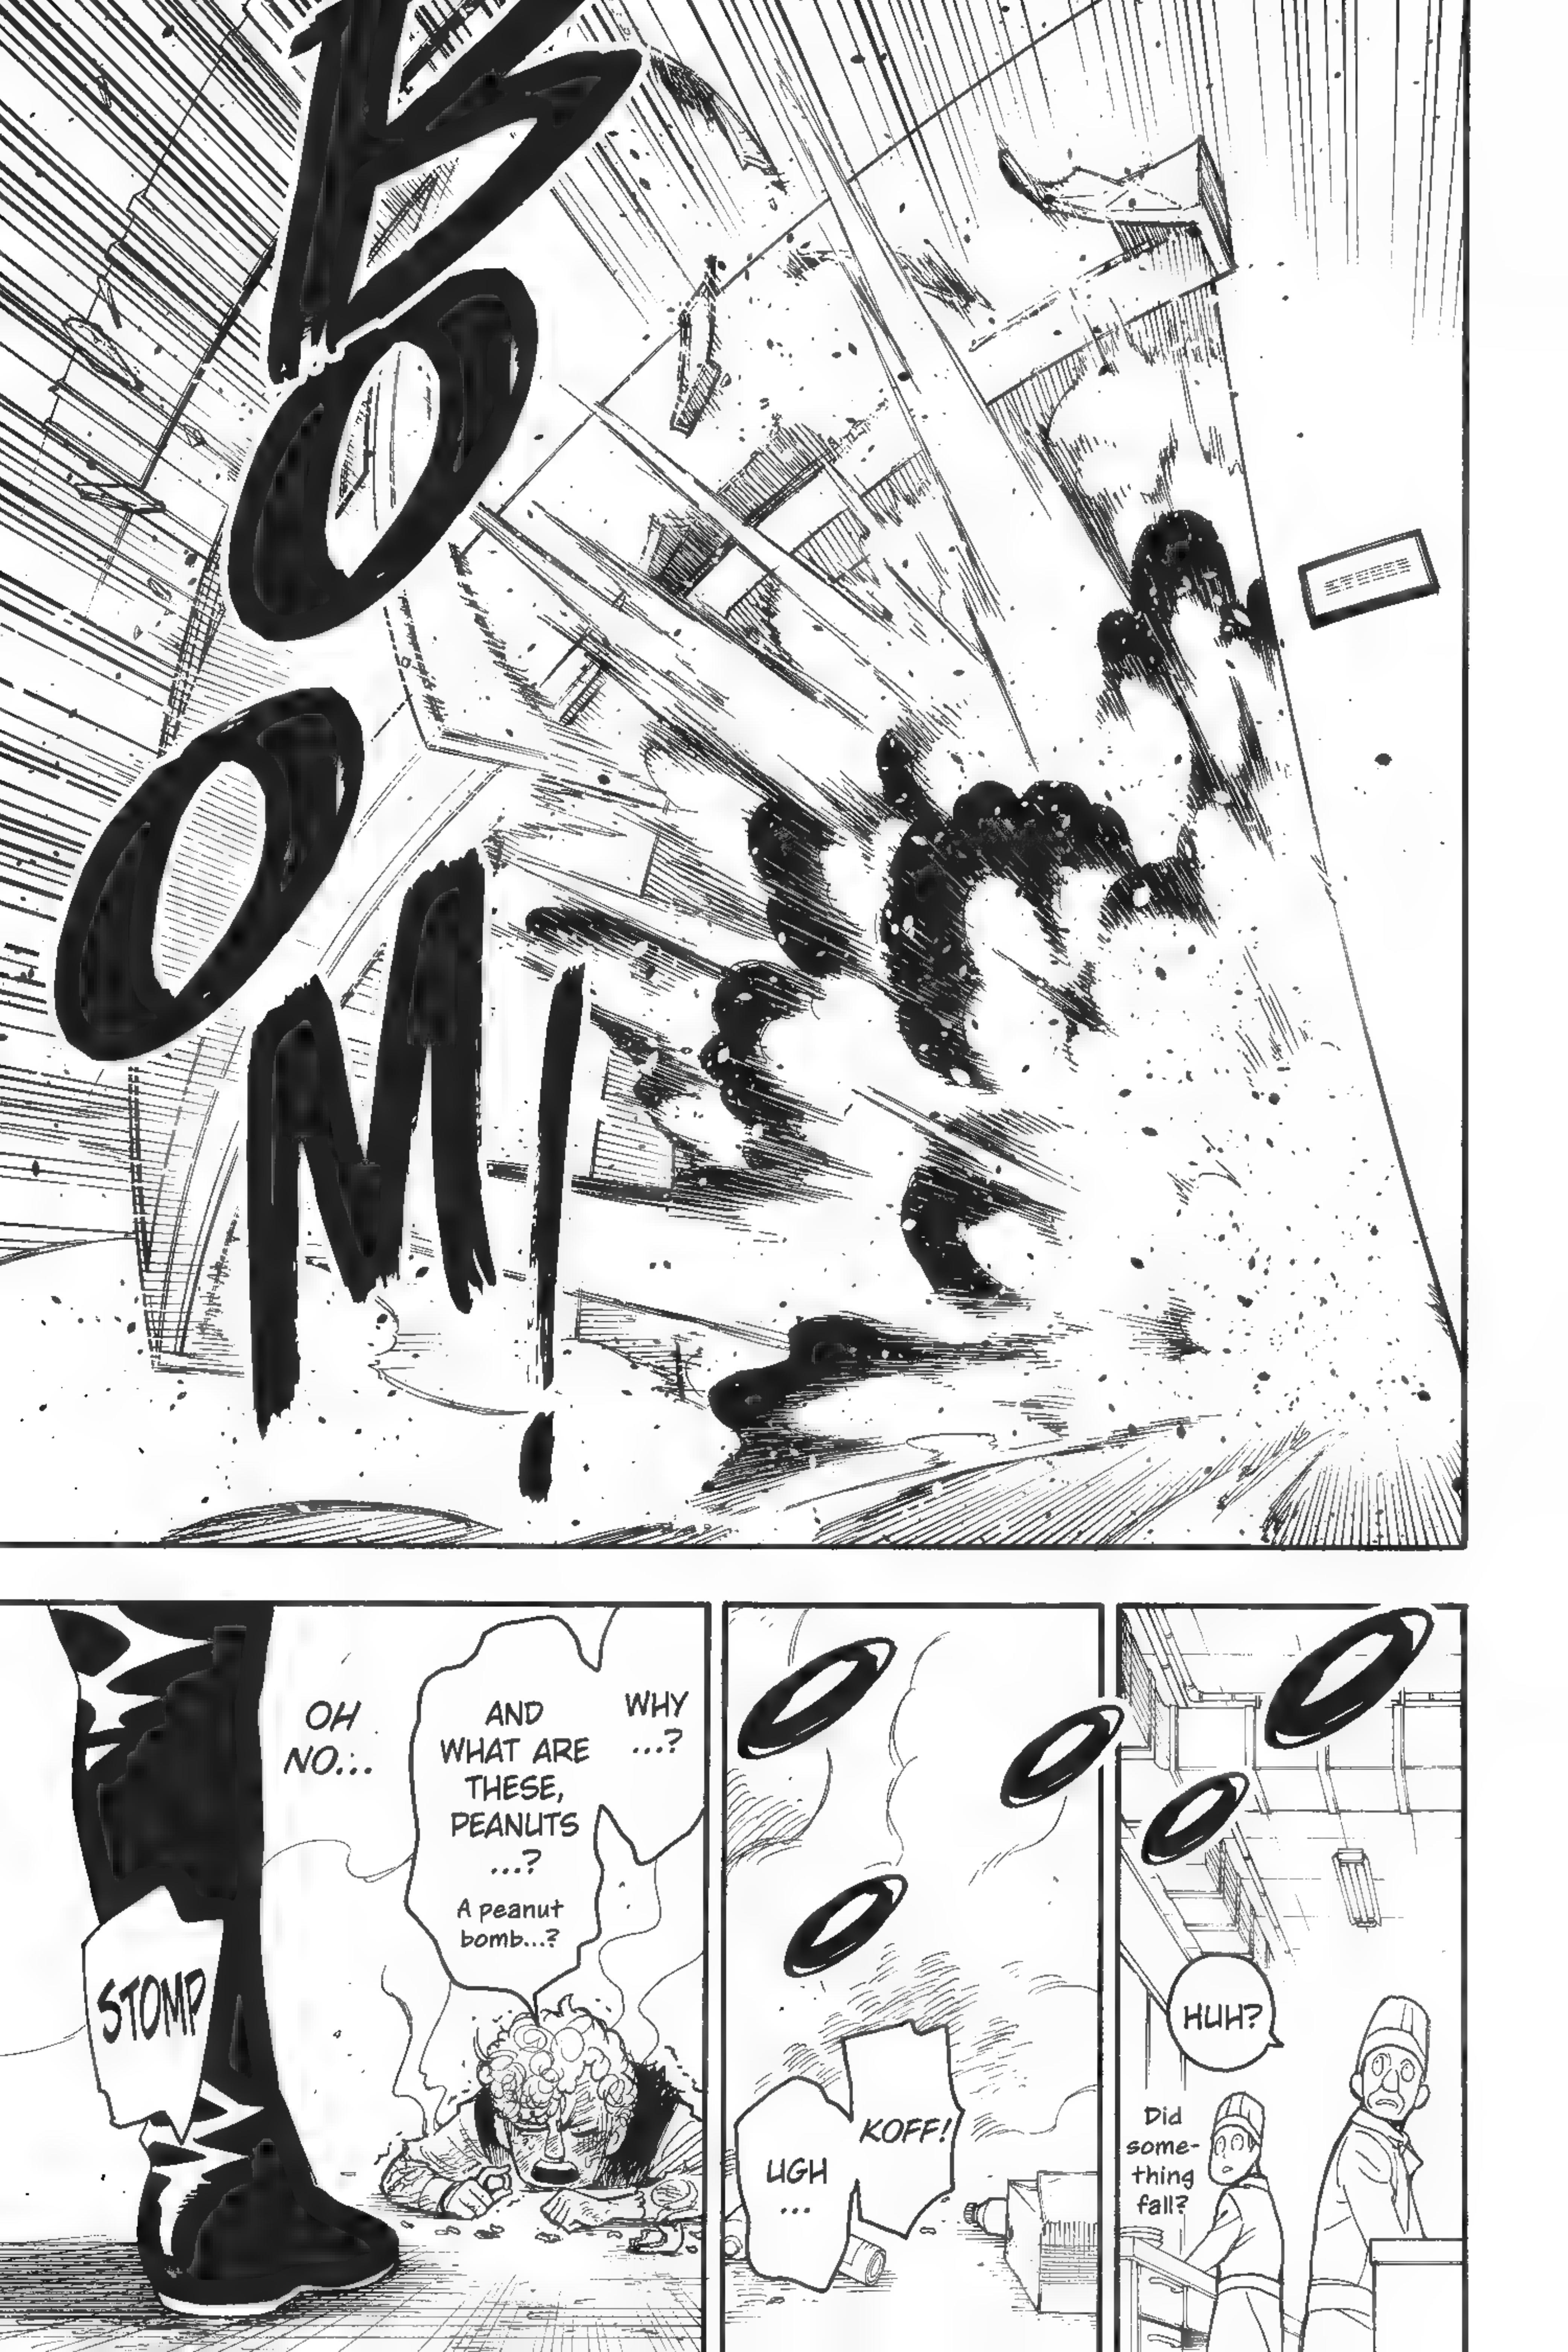 BOOM!
HUH?
Did
some-
thing
fall?
KOFF!
UGH
...
WHY
...?
AND
WHAT ARE
THESE,
PEANUTS
...?
A peanut
bomb...?
OH
NO...
STOMP